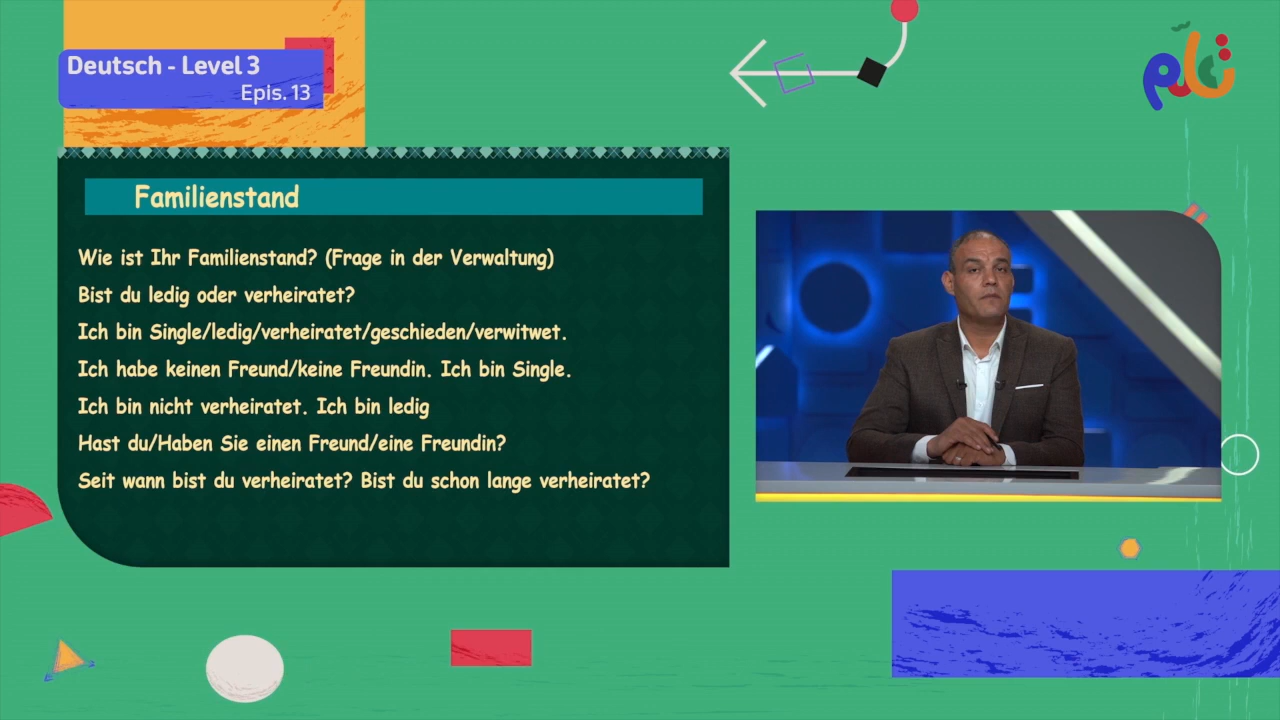 Deutsch - Level 3
Epis. 13
Familienstand
Wie ist Ihr Familienstand? (Frage in der Verwaltung)
Bist du ledig oder verheiratet?
Ich bin Single/ledig/verheiratet/geschieden/verwitwet.
Ich habe keinen Freund/keine Freundin. Ich bin Single.
Ich bin nicht verheiratet. Ich bin ledig
Hast du/Haben Sie einen Freund/eine Freundin?
Seit wann bist du verheiratet? Bist du schon lange verheiratet?